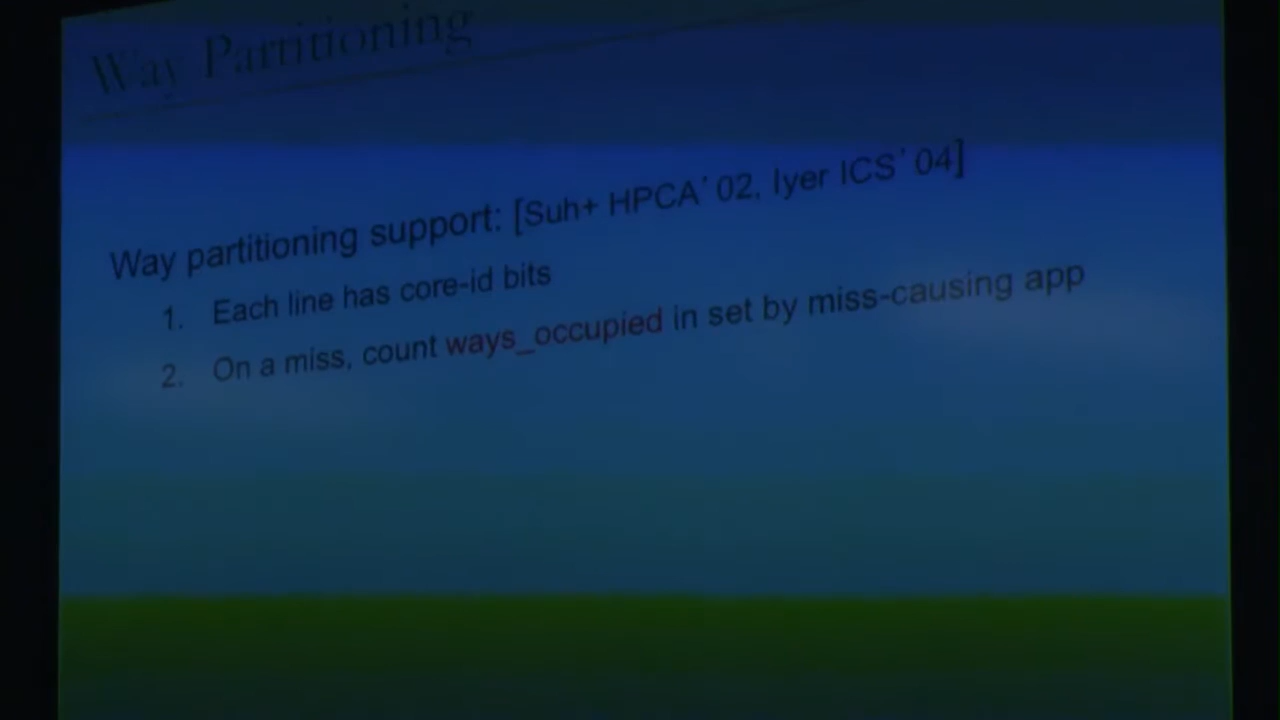 Way Partitioning
Way partitioning support: [Suh+ HPCA’ 02, Iyer ICS’ 04]
1. Each line has core-id bits
2. On a miss, count ways_occupied in set by miss-causing app